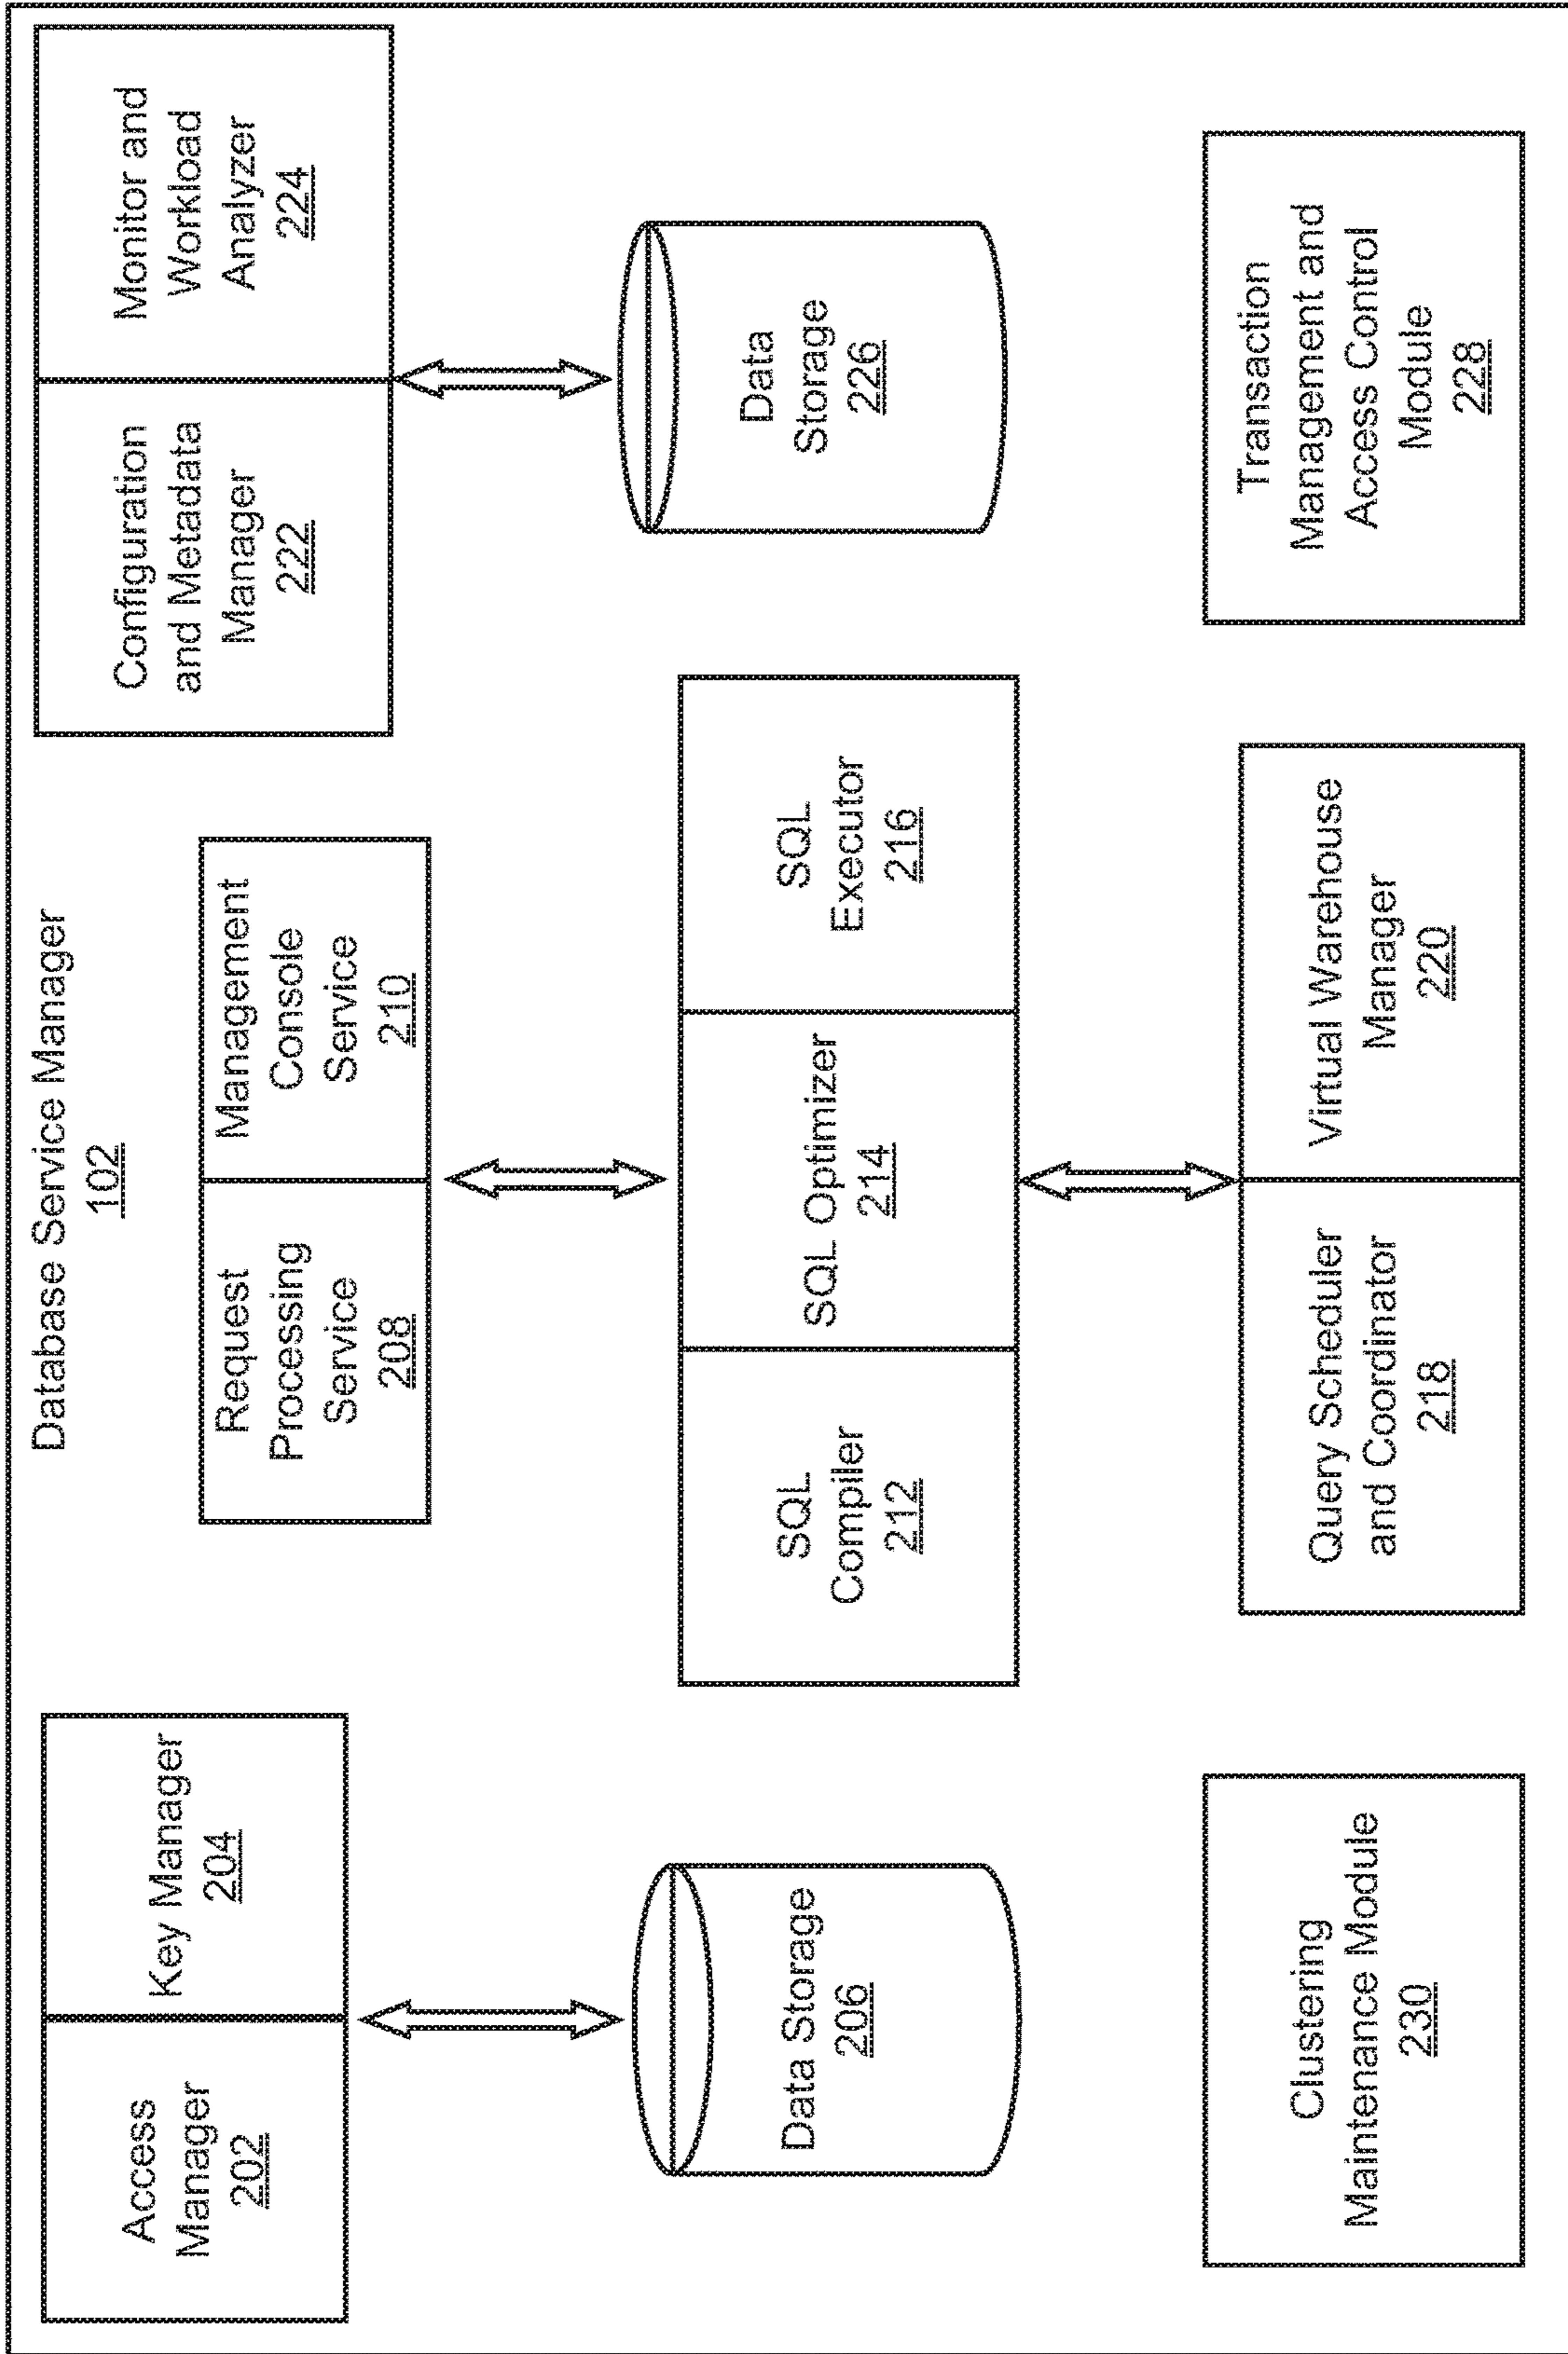 Database Service Manager
102
Access
Manager
202
Key Manager
204
Request
Processing
Service
208
Management
Console
Service
210
Configuration
and Metadata
Manager
222
Monitor and
Workload
Analyzer
224
Data Storage
206
SQL
Compiler
212
SQL Optimizer
214
SQL
Executor
216
Data
Storage
226
Clustering
Maintenance Module
230
Query Scheduler
and Coordinator
218
Virtual Warehouse
Manager
220
Transaction
Management and
Access Control
Module
228